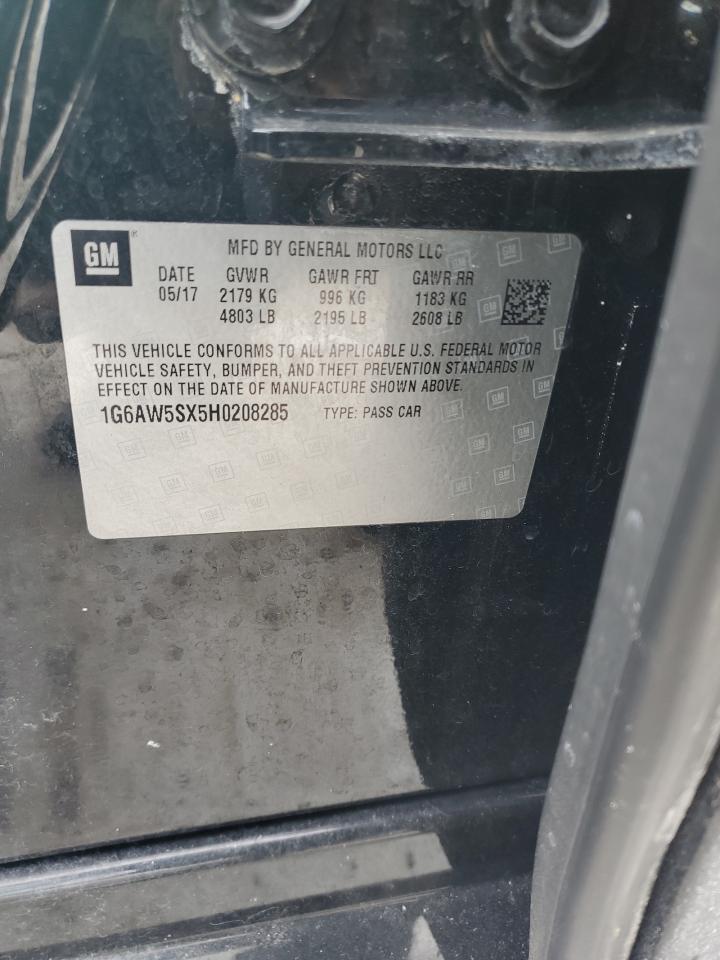 GM
MFD BY GENERAL MOTORS LLC
DATE GVWR GAWR FRT GAWR RR
05/17 2179 KG 996 KG 1183 KG
4803 LB 2195 LB 2608 LB
THIS VEHICLE CONFORMS TO ALL APPLICABLE U.S. FEDERAL MOTOR
VEHICLE SAFETY, BUMPER, AND THEFT PREVENTION STANDARDS IN
EFFECT ON THE DATE OF MANUFACTURE SHOWN ABOVE.
1G6AW5SX5H0208285 TYPE: PASS CAR